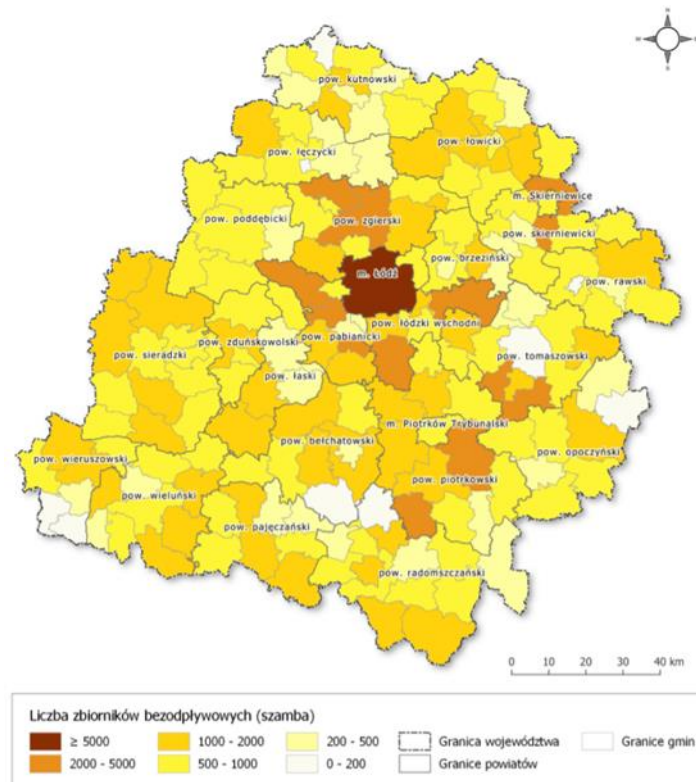 N
W
E
S
pow. kutnowski
pow. łowicki
pow. łęczycki
m. Skierniewice
pow. poddębicki
pow. zgierski
pow. skierniewicki
pow. brzeziński
m. Łódź
pow. rawski
pow. łódzki wschodni
pow. pabianicki
pow. zduńskowolski
pow. sieradzki
pow. tomaszowski
pow. łaski
m. Piotrków Trybunalski
pow. bełchatowski
pow. opoczyński
pow. wieruszowski
pow. piotrkowski
pow. wieluński
pow. pajęczański
pow. radomszczański
0 10 20 30 40 km
Liczba zbiorników bezodpływowych (szamba)
≥ 5000 1000 - 2000 200 - 500 Granica województwa Granice gmin
2000 - 5000 500 - 1000 0 - 200 Granice powiatów